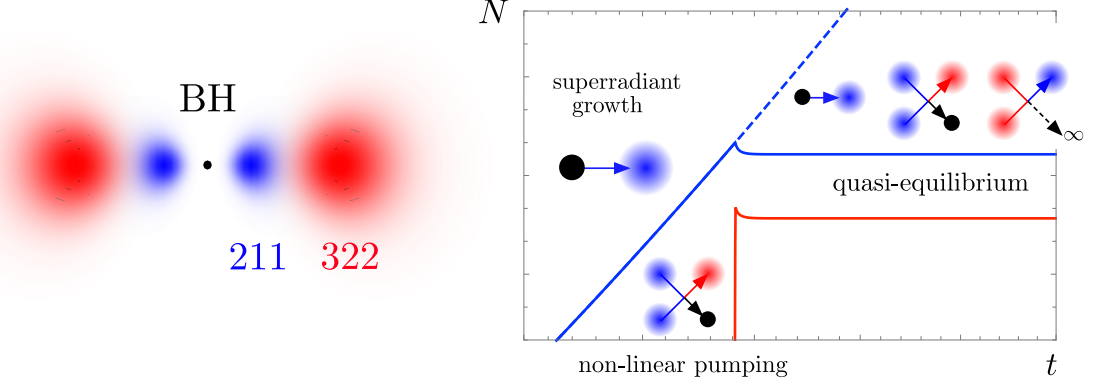 BH
211
322
N
superradiant
growth
∞
quasi-equilibrium
non-linear pumping
t